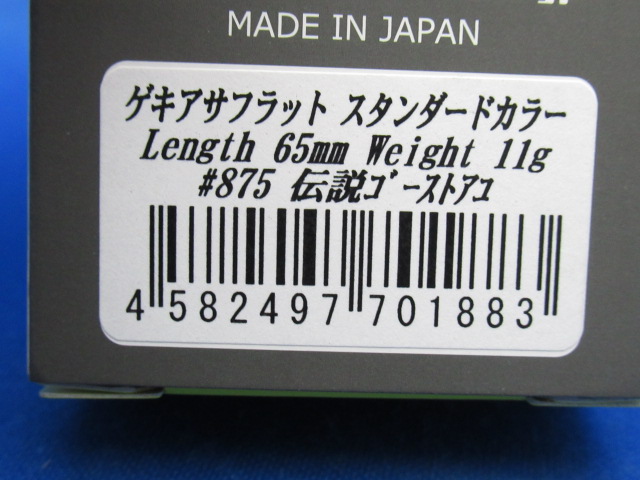 MADE IN JAPAN
ゲキアサフラット スタンダードカラー
Length 65mm Weight 11g
#875 伝説ゴーストアユ
4 582497 701883